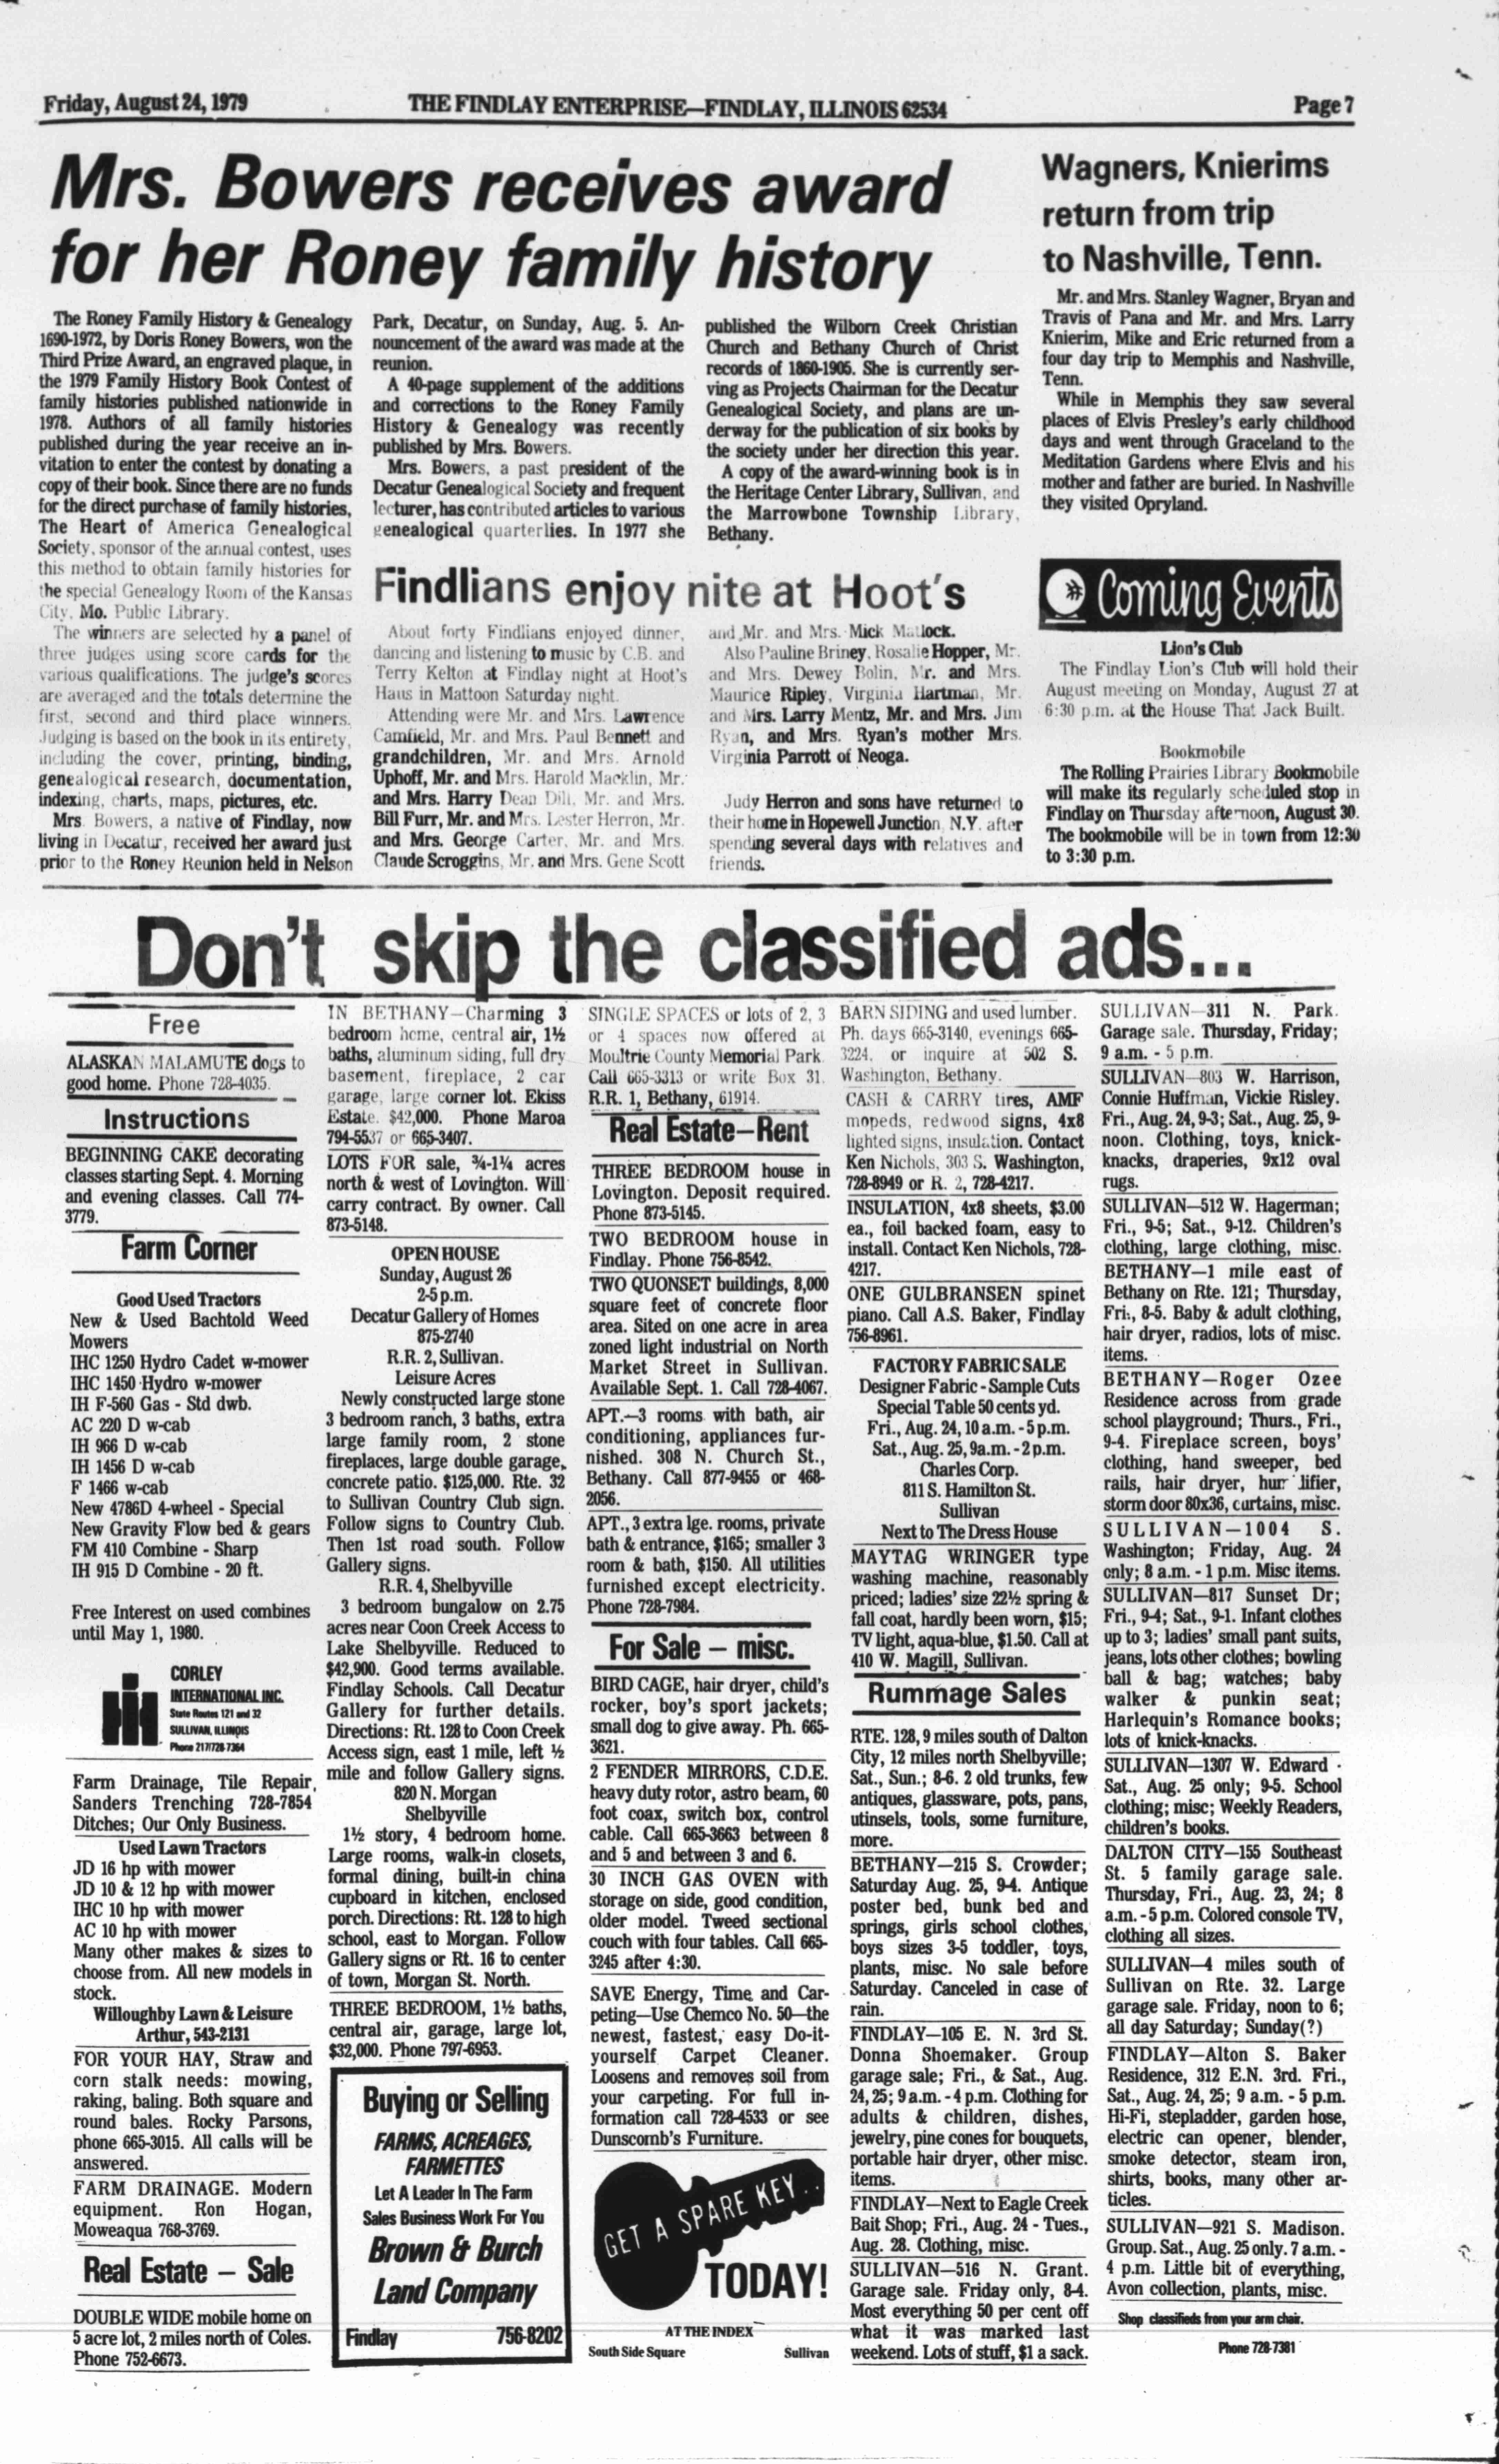 Friday, August 24, 1979
THE FINDLAY ENTERPRISE—FINDLAY, ILLINOIS 62534
Page 7
Mrs. Bowers receives award
for her Roney family history
The Roney Family History & Genealogy
1690-1972, by Doris Roney Bowers, won the
Third Prize Award, an engraved plaque, in
the 1979 Family History Book Contest of
family histories published nationwide in
1978. Authors of all family histories
published during the year receive an in-
vitation to enter the contest by donating a
copy of their book. Since there are no funds
for the direct purchase of family histories,
The Heart of America Genealogical
Society, sponsor of the annual contest, uses
this method to obtain family histories for
the special Genealogy Room of the Kansas
City, Mo. Public Library.
The winners are selected by a panel of
three judges using score cards for the
various qualifications. The judge's scores
are averaged and the totals determine the
first, second and third place winners.
Judging is based on the book in its entirety,
including the cover, printing, binding,
genealogical research, documentation,
indexing, charts, maps, pictures, etc.
Mrs. Bowers, a native of Findlay, now
living in Decatur, received her award just
prior to the Roney Reunion held in Nelson
Park, Decatur, on Sunday, Aug. 5. An-
nouncement of the award was made at the
reunion.
A 40-page supplement of the additions
and corrections to the Roney Family
History & Genealogy was recently
published by Mrs. Bowers.
Mrs. Bowers, a past president of the
Decatur Genealogical Society and frequent
lecturer, has contributed articles to various
genealogical quarterlies. In 1977 she
published the Wilborn Creek Christian
Church and Bethany Church of Christ
records of 1860-1905. She is currently ser-
ving as Projects Chairman for the Decatur
Genealogical Society, and plans are un-
derway for the publication of six books by
the society under her direction this year.
A copy of the award-winning book is in
the Heritage Center Library, Sullivan, and
the Marrowbone Township Library,
Bethany.
Wagners, Knierims
return from trip
to Nashville, Tenn.
Mr. and Mrs. Stanley Wagner, Bryan and
Travis of Pana and Mr. and Mrs. Larry
Knierim, Mike and Eric returned from a
four day trip to Memphis and Nashville,
Tenn.
While in Memphis they saw several
places of Elvis Presley's early childhood
days and went through Graceland to the
Meditation Gardens where Elvis and his
mother and father are buried. In Nashville
they visited Opryland.
Findlians enjoy nite at Hoot's
About forty Findlians enjoyed dinner,
dancing and listening to music by C.B. and
Terry Kelton at Findlay night at Hoot's
Haus in Mattoon Saturday night.
Attending were Mr. and Mrs. Lawrence
Camfield, Mr. and Mrs. Paul Bennett and
grandchildren, Mr. and Mrs. Arnold
Uphoff, Mr. and Mrs. Harold Macklin, Mr.
and Mrs. Harry Dean Dill, Mr. and Mrs.
Bill Furr, Mr. and Mrs. Lester Herron, Mr.
and Mrs. George Carter, Mr. and Mrs.
Claude Scroggins, Mr. and Mrs. Gene Scott
and Mr. and Mrs. Mick Matlock.
Also Pauline Briney, Rosalie Hopper, Mr.
and Mrs. Dewey Bolin, Mr. and Mrs.
Maurice Ripley, Virginia Hartman, Mr.
and Mrs. Larry Mentz, Mr. and Mrs. Jim
Ryan, and Mrs. Ryan's mother Mrs.
Virginia Parrott of Neoga.
Judy Herron and sons have returned to
their home in Hopewell Junction, N.Y. after
spending several days with relatives and
friends.
Coming Events
Lion's Club
The Findlay Lion's Club will hold their
August meeting on Monday, August 27 at
6:30 p.m. at the House That Jack Built.
Bookmobile
The Rolling Prairies Library Bookmobile
will make its regularly scheduled stop in
Findlay on Thursday afternoon, August 30.
The bookmobile will be in town from 12:30
to 3:30 p.m.
Don't skip the classified ads...
Free
ALASKAN MALAMUTE dogs to
good home. Phone 728-4035.
Instructions
BEGINNING CAKE decorating
classes starting Sept. 4. Morning
and evening classes. Call 774-
3779.
Farm Corner
Good Used Tractors
New & Used Bachtold Weed
Mowers
IHC 1250 Hydro Cadet w-mower
IHC 1450 Hydro w-mower
IH F-560 Gas - Std dwb.
AC 220 D w-cab
IH 966 D w-cab
IH 1456 D w-cab
F 1466 w-cab
New 4786D 4-wheel - Special
New Gravity Flow bed & gears
FM 410 Combine - Sharp
IH 915 D Combine - 20 ft.
Free Interest on used combines
until May 1, 1980.
CORLEY
INTERNATIONAL INC.
State Routes 121 and 32
SULLIVAN, ILLINOIS
Phone 217/728-7364
Farm Drainage, Tile Repair,
Sanders Trenching 728-7854
Ditches; Our Only Business.
Used Lawn Tractors
JD 16 hp with mower
JD 10 & 12 hp with mower
IHC 10 hp with mower
AC 10 hp with mower
Many other makes & sizes to
choose from. All new models in
stock.
Willoughby Lawn & Leisure
Arthur, 543-2131
FOR YOUR HAY, Straw and
corn stalk needs: mowing,
raking, baling. Both square and
round bales. Rocky Parsons,
phone 665-3015. All calls will be
answered.
FARM DRAINAGE. Modern
equipment. Ron Hogan,
Moweaqua 768-3769.
Real Estate — Sale
DOUBLE WIDE mobile home on
5 acre lot, 2 miles north of Coles.
Phone 752-6673.
IN BETHANY—Charming 3
bedroom home, central air, 1½
baths, aluminum siding, full dry
basement, fireplace, 2 car
garage, large corner lot. Ekiss
Estate. $42,000. Phone Maroa
794-5537 or 665-3407.
LOTS FOR sale, ¾-1¼ acres
north & west of Lovington. Will
carry contract. By owner. Call
873-5148.
OPEN HOUSE
Sunday, August 26
2-5 p.m.
Decatur Gallery of Homes
875-2740
R.R. 2, Sullivan.
Leisure Acres
Newly constructed large stone
3 bedroom ranch, 3 baths, extra
large family room, 2 stone
fireplaces, large double garage,
concrete patio. $125,000. Rte. 32
to Sullivan Country Club sign.
Follow signs to Country Club.
Then 1st road south. Follow
Gallery signs.
R.R. 4, Shelbyville
3 bedroom bungalow on 2.75
acres near Coon Creek Access to
Lake Shelbyville. Reduced to
$42,900. Good terms available.
Findlay Schools. Call Decatur
Gallery for further details.
Directions: Rt. 128 to Coon Creek
Access sign, east 1 mile, left ½
mile and follow Gallery signs.
820 N. Morgan
Shelbyville
1½ story, 4 bedroom home.
Large rooms, walk-in closets,
formal dining, built-in china
cupboard in kitchen, enclosed
porch. Directions: Rt. 128 to high
school, east to Morgan. Follow
Gallery signs or Rt. 16 to center
of town, Morgan St. North.
THREE BEDROOM, 1½ baths,
central air, garage, large lot,
$32,000. Phone 797-6953.
Buying or Selling
FARMS, ACREAGES,
FARMETTES
Let A Leader In The Farm
Sales Business Work For You
Brown & Burch
Land Company
Findlay 756-8202
SINGLE SPACES or lots of 2, 3
or 4 spaces now offered at
Moultrie County Memorial Park.
Call 665-3313 or write Box 31,
R.R. 1, Bethany, 61914.
Real Estate—Rent
THREE BEDROOM house in
Lovington. Deposit required.
Phone 873-5145.
TWO BEDROOM house in
Findlay. Phone 756-8542.
TWO QUONSET buildings, 8,000
square feet of concrete floor
area. Sited on one acre in area
zoned light industrial on North
Market Street in Sullivan.
Available Sept. 1. Call 728-4067.
APT.—3 rooms with bath, air
conditioning, appliances fur-
nished. 308 N. Church St.,
Bethany. Call 877-9455 or 468-
2056.
APT., 3 extra lge. rooms, private
bath & entrance, $165; smaller 3
room & bath, $150. All utilities
furnished except electricity.
Phone 728-7984.
For Sale — misc.
BIRD CAGE, hair dryer, child's
rocker, boy's sport jackets;
small dog to give away. Ph. 665-
3621.
2 FENDER MIRRORS, C.D.E.
heavy duty rotor, astro beam, 60
foot coax, switch box, control
cable. Call 665-3663 between 8
and 5 and between 3 and 6.
30 INCH GAS OVEN with
storage on side, good condition,
older model. Tweed sectional
couch with four tables. Call 665-
3245 after 4:30.
SAVE Energy, Time and Car-
peting—Use Chemco No. 50—the
newest, fastest, easy Do-it-
yourself Carpet Cleaner.
Loosens and removes soil from
your carpeting. For full in-
formation call 728-4533 or see
Dunscomb's Furniture.
GET A SPARE KEY..
TODAY!
AT THE INDEX
South Side Square Sullivan
BARN SIDING and used lumber.
Ph. days 665-3140, evenings 665-
3224, or inquire at 502 S.
Washington, Bethany.
CASH & CARRY tires, AMF
mopeds, redwood signs, 4x8
lighted signs, insulation. Contact
Ken Nichols, 303 S. Washington,
728-8949 or R. 2, 728-4217.
INSULATION, 4x8 sheets, $3.00
ea., foil backed foam, easy to
install. Contact Ken Nichols, 728-
4217.
ONE GULBRANSEN spinet
piano. Call A.S. Baker, Findlay
756-8961.
FACTORY FABRIC SALE
Designer Fabric - Sample Cuts
Special Table 50 cents yd.
Fri., Aug. 24, 10 a.m. - 5 p.m.
Sat., Aug. 25, 9a.m. - 2 p.m.
Charles Corp.
811 S. Hamilton St.
Sullivan
Next to The Dress House
MAYTAG WRINGER type
washing machine, reasonably
priced; ladies' size 22½ spring &
fall coat, hardly been worn, $15;
TV light, aqua-blue, $1.50. Call at
410 W. Magill, Sullivan.
Rummage Sales
RTE. 128, 9 miles south of Dalton
City, 12 miles north Shelbyville;
Sat., Sun.; 8-6. 2 old trunks, few
antiques, glassware, pots, pans,
utinsels, tools, some furniture,
more.
BETHANY—215 S. Crowder;
Saturday Aug. 25, 9-4. Antique
poster bed, bunk bed and
springs, girls school clothes,
boys sizes 3-5 toddler, toys,
plants, misc. No sale before
Saturday. Canceled in case of
rain.
FINDLAY—105 E. N. 3rd St.
Donna Shoemaker. Group
garage sale; Fri., & Sat., Aug.
24, 25; 9 a.m. - 4 p.m. Clothing for
adults & children, dishes,
jewelry, pine cones for bouquets,
portable hair dryer, other misc.
items.
FINDLAY—Next to Eagle Creek
Bait Shop; Fri., Aug. 24 - Tues.,
Aug. 28. Clothing, misc.
SULLIVAN—516 N. Grant.
Garage sale. Friday only, 8-4.
Most everything 50 per cent off
what it was marked last
weekend. Lots of stuff, $1 a sack.
SULLIVAN—311 N. Park.
Garage sale. Thursday, Friday;
9 a.m. - 5 p.m.
SULLIVAN—803 W. Harrison,
Connie Huffman, Vickie Risley.
Fri., Aug. 24, 9-3; Sat., Aug. 25, 9-
noon. Clothing, toys, knick-
knacks, draperies, 9x12 oval
rugs.
SULLIVAN—512 W. Hagerman;
Fri., 9-5; Sat., 9-12. Children's
clothing, large clothing, misc.
BETHANY—1 mile east of
Bethany on Rte. 121; Thursday,
Fri., 8-5. Baby & adult clothing,
hair dryer, radios, lots of misc.
items.
BETHANY—Roger Ozee
Residence across from grade
school playground; Thurs., Fri.,
9-4. Fireplace screen, boys'
clothing, hand sweeper, bed
rails, hair dryer,
storm door 80x36, curtains, misc.
SULLIVAN—1004 S.
Washington; Friday, Aug. 24
only; 8 a.m. - 1 p.m. Misc items.
SULLIVAN—817 Sunset Dr;
Fri., 9-4; Sat., 9-1. Infant clothes
up to 3; ladies' small pant suits,
jeans, lots other clothes; bowling
ball & bag; watches; baby
walker & punkin seat;
Harlequin's Romance books;
lots of knick-knacks.
SULLIVAN—1307 W. Edward -
Sat., Aug. 25 only; 9-5. School
clothing; misc; Weekly Readers,
children's books.
DALTON CITY—155 Southeast
St. 5 family garage sale.
Thursday, Fri., Aug. 23, 24; 8
a.m. - 5 p.m. Colored console TV,
clothing all sizes.
SULLIVAN—4 miles south of
Sullivan on Rte. 32. Large
garage sale. Friday, noon to 6;
all day Saturday; Sunday(?)
FINDLAY—Alton S. Baker
Residence, 312 E.N. 3rd. Fri.,
Sat., Aug. 24, 25; 9 a.m. - 5 p.m.
Hi-Fi, stepladder, garden hose,
electric can opener, blender,
smoke detector, steam iron,
shirts, books, many other ar-
ticles.
SULLIVAN—921 S. Madison.
Group. Sat., Aug. 25 only. 7 a.m. -
4 p.m. Little bit of everything,
Avon collection, plants, misc.
Shop classifieds from your arm chair.
Phone 728-7381